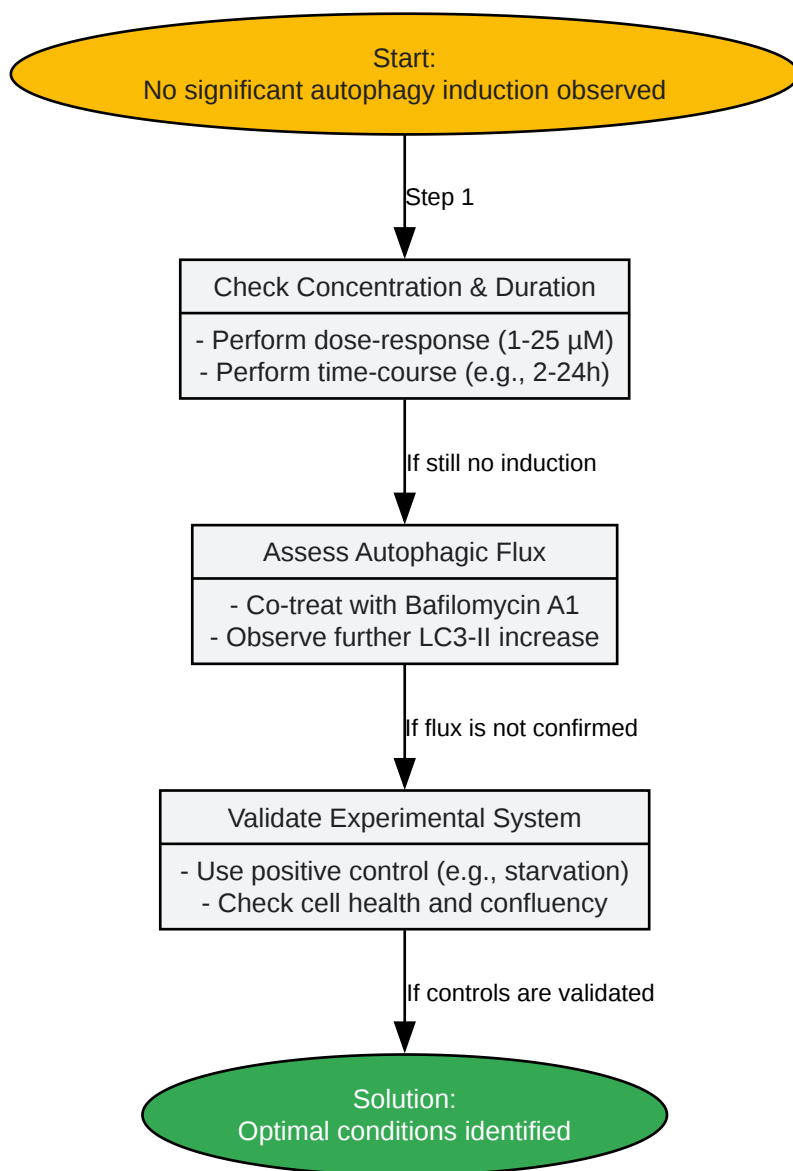 Start:
No significant autophagy induction observed
Step 1
Check Concentration & Duration
- Perform dose-response (1-25 µM)
- Perform time-course (e.g., 2-24h)
If still no induction
Assess Autophagic Flux
- Co-treat with Bafilomycin A1
- Observe further LC3-II increase
If flux is not confirmed
Validate Experimental System
- Use positive control (e.g., starvation)
- Check cell health and confluency
If controls are validated
Solution:
Optimal conditions identified